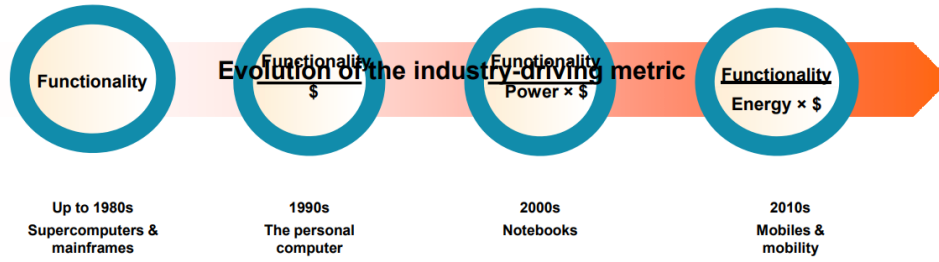 Evolution of the industry-driving metric
Functionality
Functionality
$
Functionality
Power × $
Functionality
Energy × $
Up to 1980s
Supercomputers &
mainframes
1990s
The personal
computer
2000s
Notebooks
2010s
Mobiles &
mobility